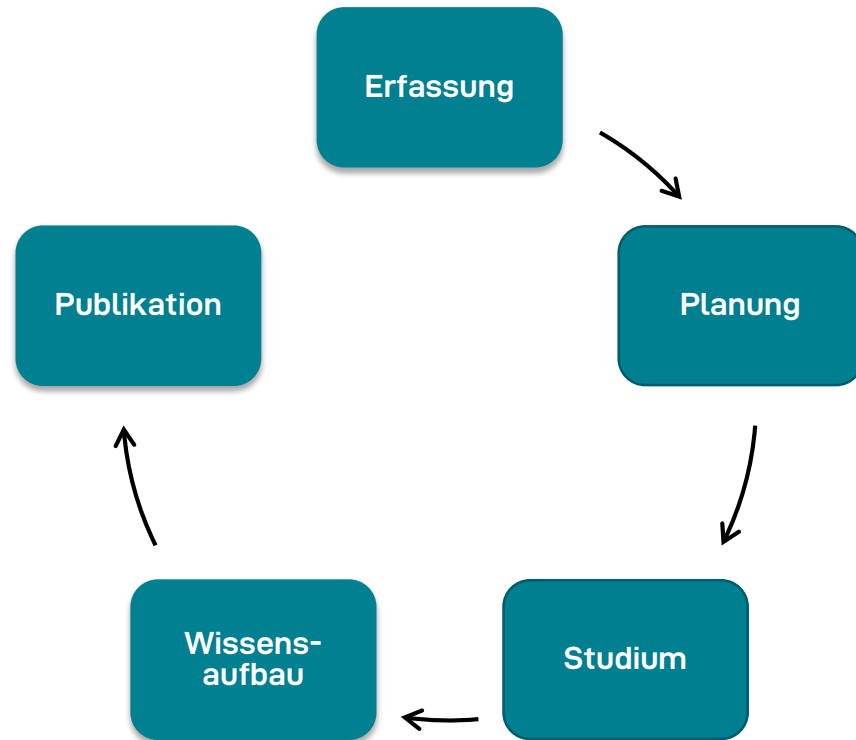 Erfassung
Planung
Studium
Wissens-
aufbau
Publikation